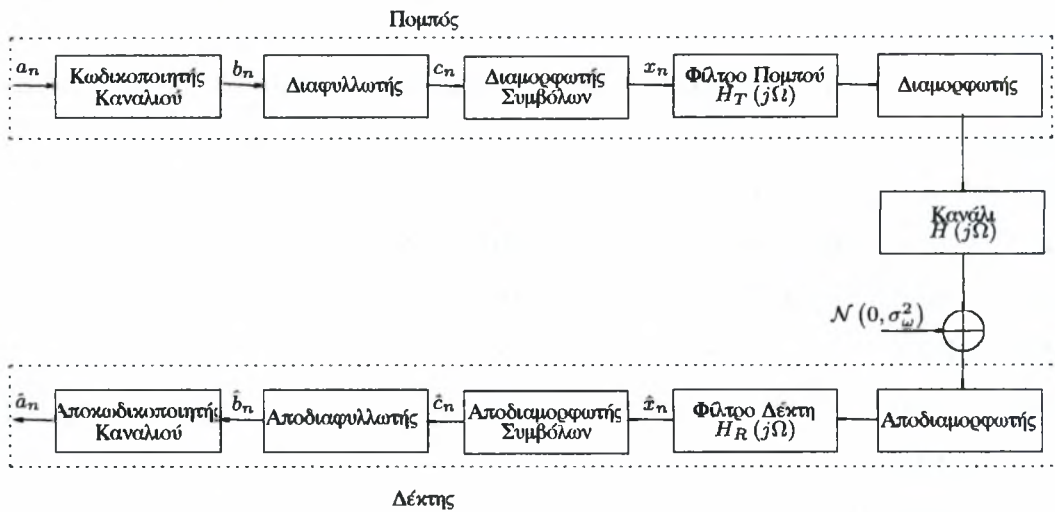 Πομπός
a_n
Κωδικοποιητής
Καναλιού
b_n
Διαφυλλωτής
c_n
Διαμορφωτής
Συμβόλων
x_n
Φίλτρο Πομπού
H_T (jΩ)
Διαμορφωτής
Κανάλι
H (jΩ)
N (0, σ_ω^2)
â_n
Αποκωδικοποιητής
Καναλιού
b̂_n
Αποδιαφυλλωτής
ĉ_n
Αποδιαμορφωτής
Συμβόλων
x̂_n
Φίλτρο Δέκτη
H_R (jΩ)
Αποδιαμορφωτής
Δέκτης